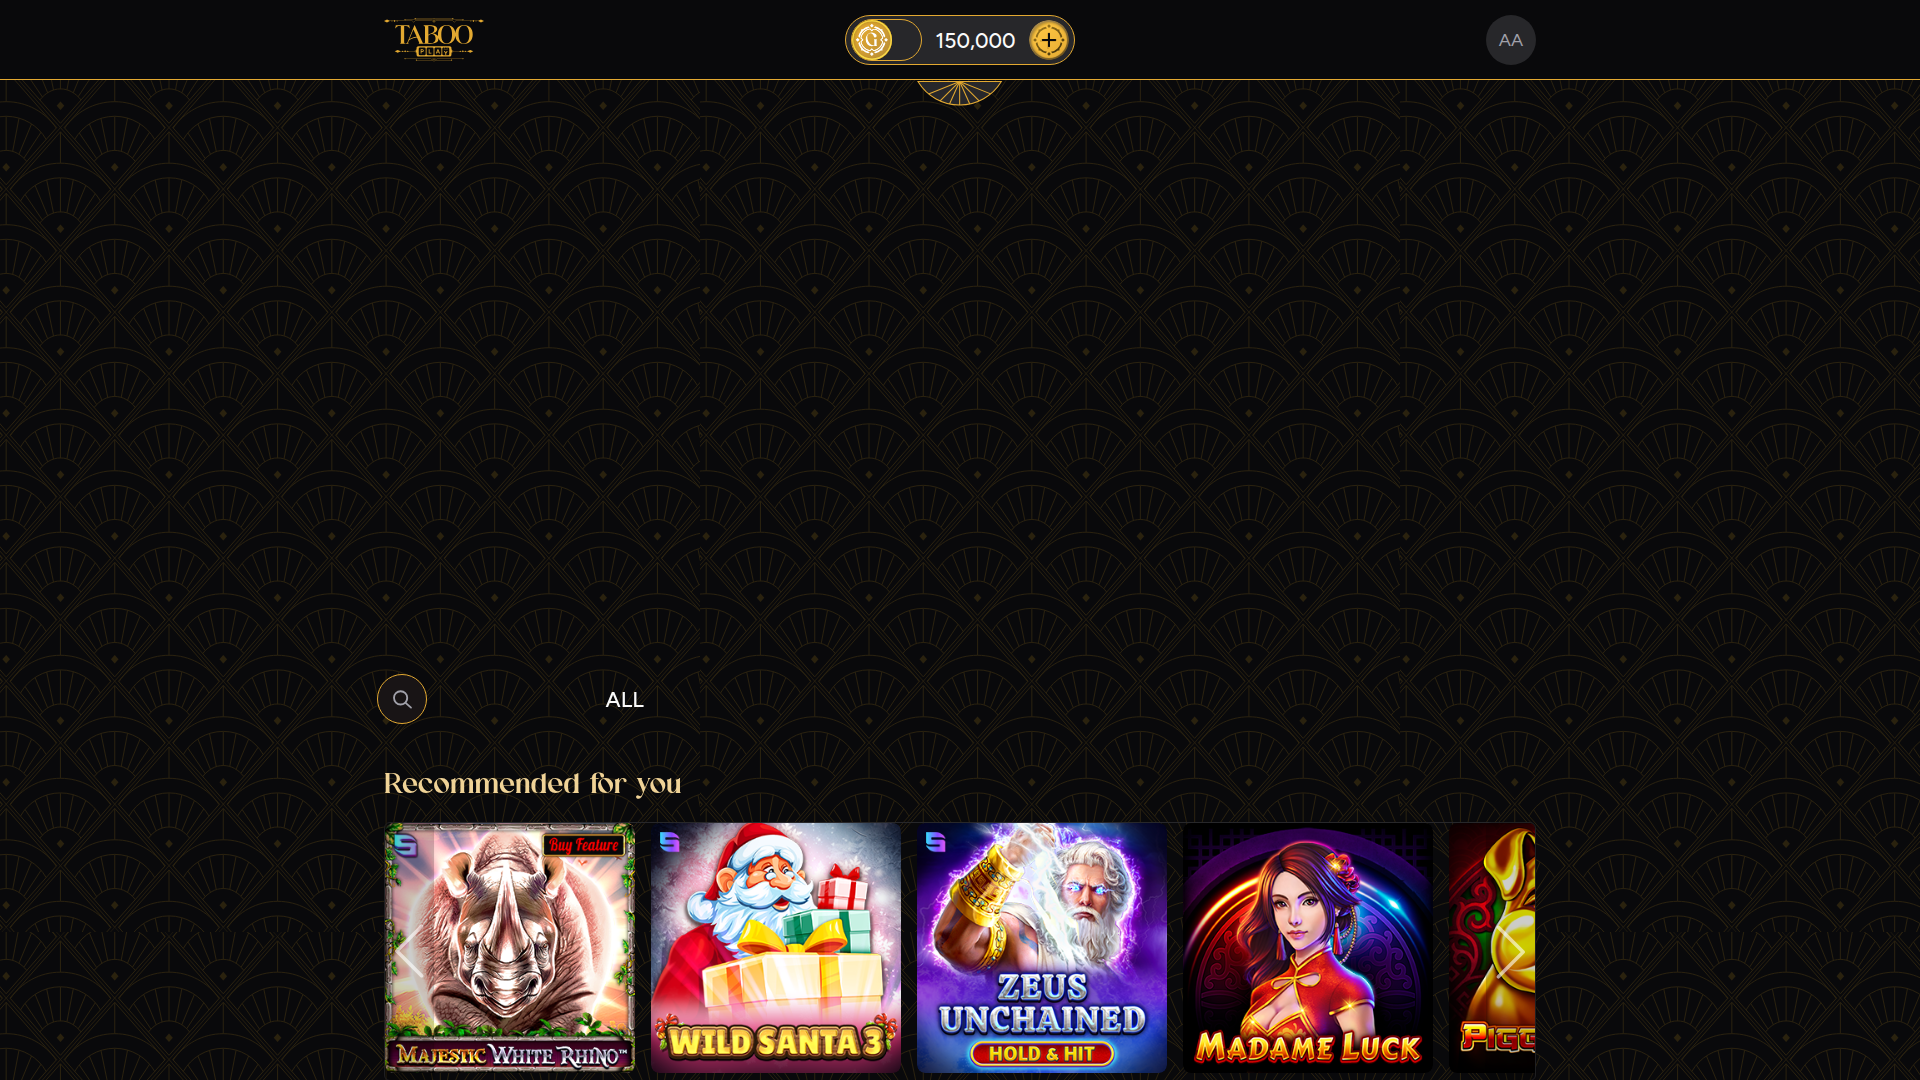 TABOO
PLAY
G
150,000
AA
ALL
Recommended for you
Buy Feature
MAJESTIC WHITE RHINO™
WILD SANTA 3
ZEUS
UNCHAINED
HOLD & HIT
MADAME LUCK